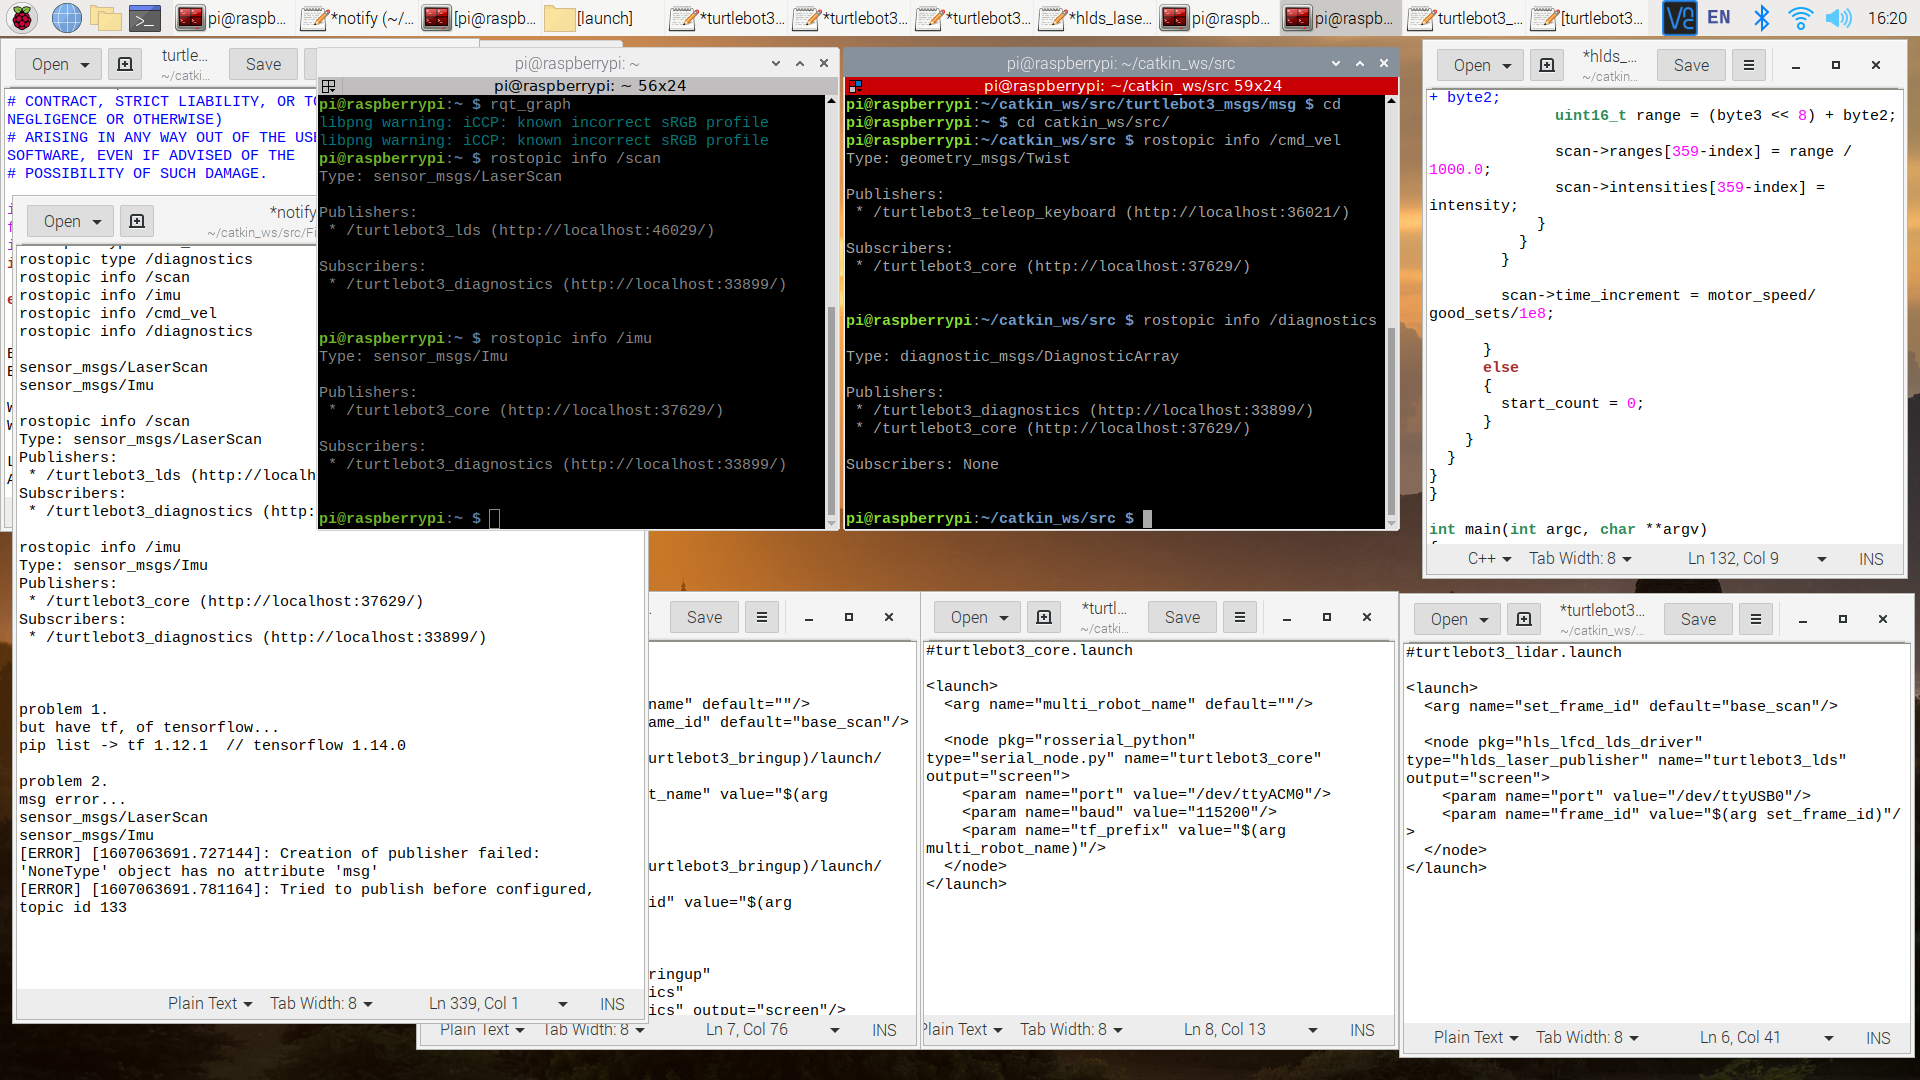 pi@raspb...
*notify (~/...
[pi@raspb...
[launch]
*turtlebot3...
*turtlebot3...
*turtlebot3...
*hlds_lase...
pi@raspb...
pi@raspb...
turtlebot3_...
[turtlebot3...
EN
16:20
Open
turtle...
~/catki...
Save
# CONTRACT, STRICT LIABILITY, OR TO
NEGLIGENCE OR OTHERWISE)
# ARISING IN ANY WAY OUT OF THE USE
SOFTWARE, EVEN IF ADVISED OF THE
# POSSIBILITY OF SUCH DAMAGE.
Open
*notify
~/catkin_ws/src/Fi
rostopic type /diagnostics
rostopic info /scan
rostopic info /imu
rostopic info /cmd_vel
rostopic info /diagnostics
sensor_msgs/LaserScan
sensor_msgs/Imu
rostopic info /scan
Type: sensor_msgs/LaserScan
Publishers:
* /turtlebot3_lds (http://localh
Subscribers:
* /turtlebot3_diagnostics (http:
rostopic info /imu
Type: sensor_msgs/Imu
Publishers:
* /turtlebot3_core (http://localhost:37629/)
Subscribers:
* /turtlebot3_diagnostics (http://localhost:33899/)
problem 1.
but have tf, of tensorflow...
pip list -> tf 1.12.1  // tensorflow 1.14.0
problem 2.
msg error...
sensor_msgs/LaserScan
sensor_msgs/Imu
[ERROR] [1607063691.727144]: Creation of publisher failed:
'NoneType' object has no attribute 'msg'
[ERROR] [1607063691.781164]: Tried to publish before configured,
topic id 133
Plain Text Tab Width: 8 Ln 339, Col 1 INS
pi@raspberrypi: ~
pi@raspberrypi: ~ 56x24
pi@raspberrypi:~ $ rqt_graph
libpng warning: iCCP: known incorrect sRGB profile
libpng warning: iCCP: known incorrect sRGB profile
pi@raspberrypi:~ $ rostopic info /scan
Type: sensor_msgs/LaserScan
Publishers:
* /turtlebot3_lds (http://localhost:46029/)
Subscribers:
* /turtlebot3_diagnostics (http://localhost:33899/)
pi@raspberrypi:~ $ rostopic info /imu
Type: sensor_msgs/Imu
Publishers:
* /turtlebot3_core (http://localhost:37629/)
Subscribers:
* /turtlebot3_diagnostics (http://localhost:33899/)
pi@raspberrypi:~ $
pi@raspberrypi: ~/catkin_ws/src
pi@raspberrypi: ~/catkin_ws/src 59x24
pi@raspberrypi:~/catkin_ws/src/turtlebot3_msgs/msg $ cd
pi@raspberrypi:~ $ cd catkin_ws/src/
pi@raspberrypi:~/catkin_ws/src $ rostopic info /cmd_vel
Type: geometry_msgs/Twist
Publishers:
* /turtlebot3_teleop_keyboard (http://localhost:36021/)
Subscribers:
* /turtlebot3_core (http://localhost:37629/)
pi@raspberrypi:~/catkin_ws/src $ rostopic info /diagnostics
Type: diagnostic_msgs/DiagnosticArray
Publishers:
* /turtlebot3_diagnostics (http://localhost:33899/)
* /turtlebot3_core (http://localhost:37629/)
Subscribers: None
pi@raspberrypi:~/catkin_ws/src $
Open
*hlds_...
~/catkin...
Save
+ byte2;
uint16_t range = (byte3 << 8) + byte2;
scan->ranges[359-index] = range /
1000.0;
scan->intensities[359-index] =
intensity;
}
}
}
scan->time_increment = motor_speed/
good_sets/1e8;
}
else
{
start_count = 0;
}
}
}
}
}
int main(int argc, char **argv)
C++ Tab Width: 8 Ln 132, Col 9 INS
Save
name" default=""/>
ame_id" default="base_scan"/>
urtlebot3_bringup)/launch/
t_name" value="$(arg
urtlebot3_bringup)/launch/
id" value="$(arg
ringup"
ics"
ics" output="screen"/>
Plain Text Tab Width: 8 Ln 7, Col 76 INS
Open
*turtl...
~/catki...
Save
#turtlebot3_core.launch
<launch>
<arg name="multi_robot_name" default=""/>
<node pkg="rosserial_python"
type="serial_node.py" name="turtlebot3_core"
output="screen">
<param name="port" value="/dev/ttyACM0"/>
<param name="baud" value="115200"/>
<param name="tf_prefix" value="$(arg
multi_robot_name)"/>
</node>
</launch>
Plain Text Tab Width: 8 Ln 8, Col 13 INS
Open
*turtlebot3...
~/catkin_ws/...
Save
#turtlebot3_lidar.launch
<launch>
<arg name="set_frame_id" default="base_scan"/>
<node pkg="hls_lfcd_lds_driver"
type="hlds_laser_publisher" name="turtlebot3_lds"
output="screen">
<param name="port" value="/dev/ttyUSB0"/>
<param name="frame_id" value="$(arg set_frame_id)"/
>
</node>
</launch>
Plain Text Tab Width: 8 Ln 6, Col 41 INS